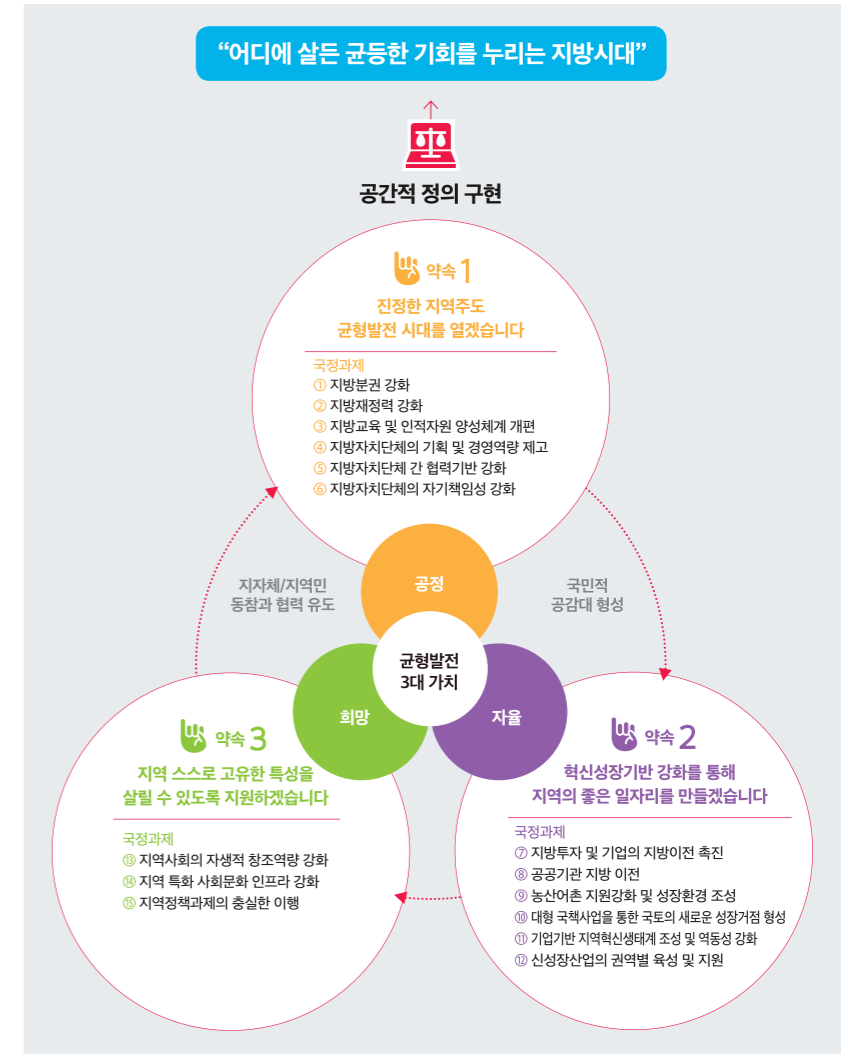 “어디에 살든 균등한 기회를 누리는 지방시대”
공간적 정의 구현
약속 1
진정한 지역주도
균형발전 시대를 열겠습니다
국정과제
① 지방분권 강화
② 지방재정력 강화
③ 지방교육 및 인적자원 양성체계 개편
④ 지방자치단체의 기획 및 경영역량 제고
⑤ 지방자치단체 간 협력기반 강화
⑥ 지방자치단체의 자기책임성 강화
지자체/지역민
동참과 협력 유도
공정
국민적
공감대 형성
균형발전
3대 가치
희망
자율
약속 3
지역 스스로 고유한 특성을
살릴 수 있도록 지원하겠습니다
국정과제
⑬ 지역사회의 자생적 창조역량 강화
⑭ 지역 특화 사회문화 인프라 강화
⑮ 지역정책과제의 충실한 이행
약속 2
혁신성장기반 강화를 통해
지역의 좋은 일자리를 만들겠습니다
국정과제
⑦ 지방투자 및 기업의 지방이전 촉진
⑧ 공공기관 지방 이전
⑨ 농산어촌 지원강화 및 성장환경 조성
⑩ 대형 국책사업을 통한 국토의 새로운 성장거점 형성
⑪ 기업기반 지역혁신생태계 조성 및 역동성 강화
⑫ 신성장산업의 권역별 육성 및 지원